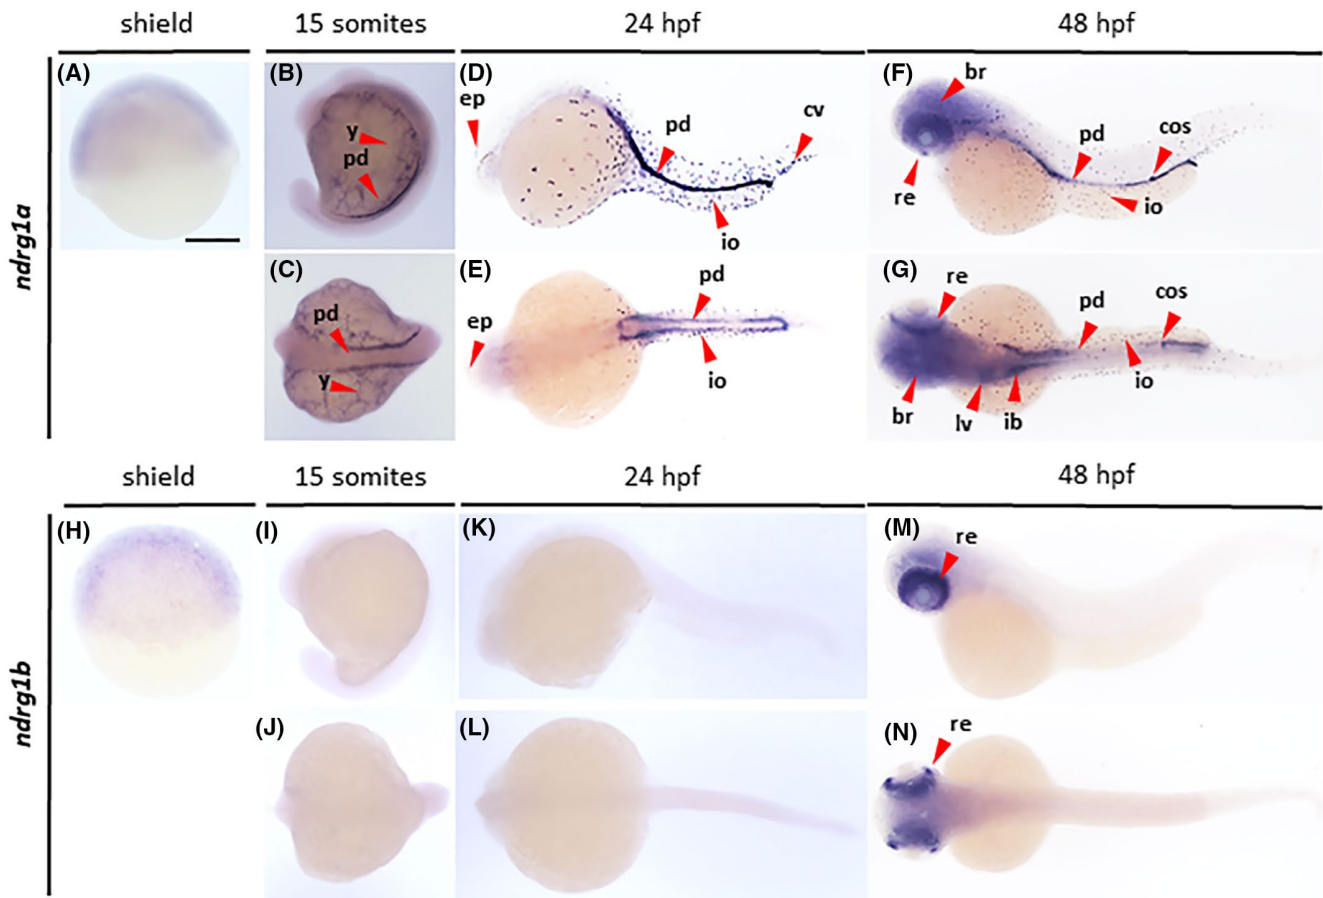 shield 15 somites 24 hpf 48 hpf
ndrg1a
(A) (B) (D) (F)
y pd
ep pd cv io
br pd cos re io
(C) (E) (G)
pd y
ep pd io
re pd cos br lv ib io
shield 15 somites 24 hpf 48 hpf
ndrg1b
(H) (I) (K) (M)
re
(J) (L) (N)
re